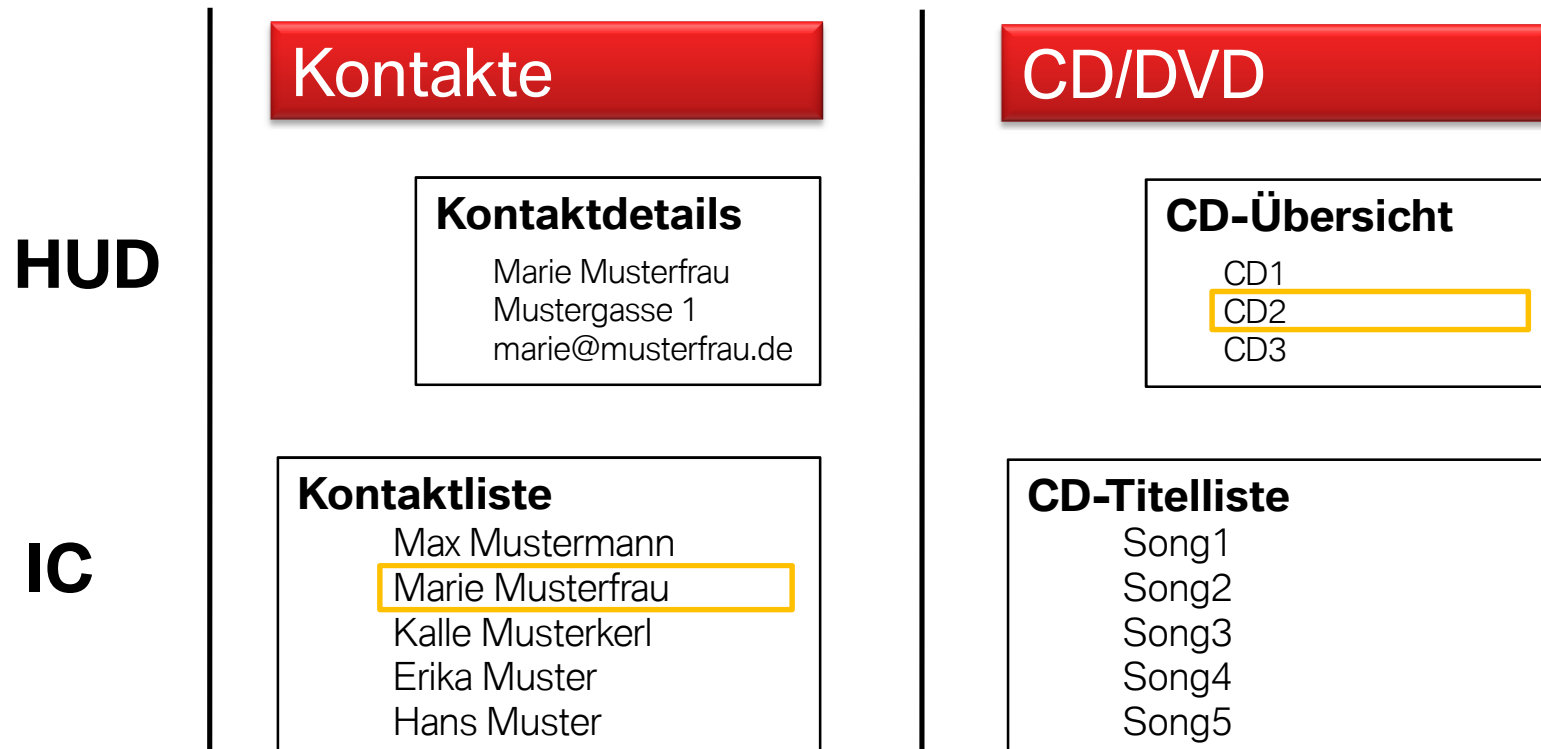 Kontakte
CD/DVD
HUD
Kontaktdetails
Marie Musterfrau
Mustergasse 1
marie@musterfrau.de
CD-Übersicht
CD1
CD2
CD3
IC
Kontaktliste
Max Mustermann
Marie Musterfrau
Kalle Musterkerl
Erika Muster
Hans Muster
CD-Titelliste
Song1
Song2
Song3
Song4
Song5